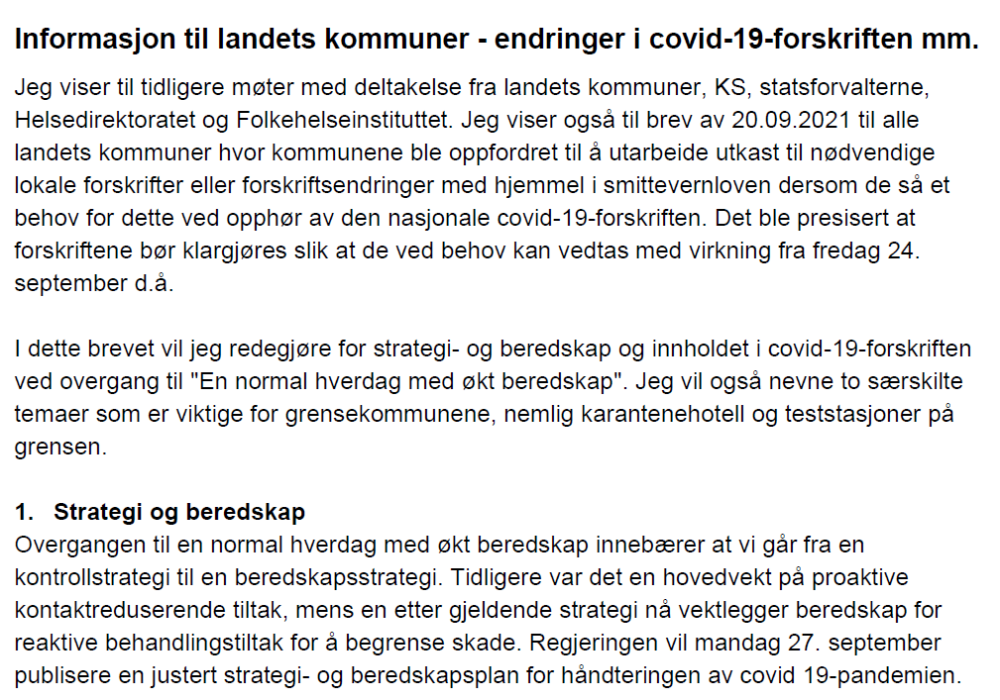 Informasjon til landets kommuner - endringer i covid-19-forskriften mm.
Jeg viser til tidligere møter med deltakelse fra landets kommuner, KS, statsforvalterne,
Helsedirektoratet og Folkehelseinstituttet. Jeg viser også til brev av 20.09.2021 til alle
landets kommuner hvor kommunene ble oppfordret til å utarbeide utkast til nødvendige
lokale forskrifter eller forskriftsendringer med hjemmel i smittevernloven dersom de så et
behov for dette ved opphør av den nasjonale covid-19-forskriften. Det ble presisert at
forskriftene bør klargjøres slik at de ved behov kan vedtas med virkning fra fredag 24.
september d.å.
I dette brevet vil jeg redegjøre for strategi- og beredskap og innholdet i covid-19-forskriften
ved overgang til "En normal hverdag med økt beredskap". Jeg vil også nevne to særskilte
temaer som er viktige for grensekommunene, nemlig karantenehotell og teststasjoner på
grensen.
1. Strategi og beredskap
Overgangen til en normal hverdag med økt beredskap innebærer at vi går fra en
kontrollstrategi til en beredskapsstrategi. Tidligere var det en hovedvekt på proaktive
kontaktreduserende tiltak, mens en etter gjeldende strategi nå vektlegger beredskap for
reaktive behandlingstiltak for å begrense skade. Regjeringen vil mandag 27. september
publisere en justert strategi- og beredskapsplan for håndteringen av covid 19-pandemien.